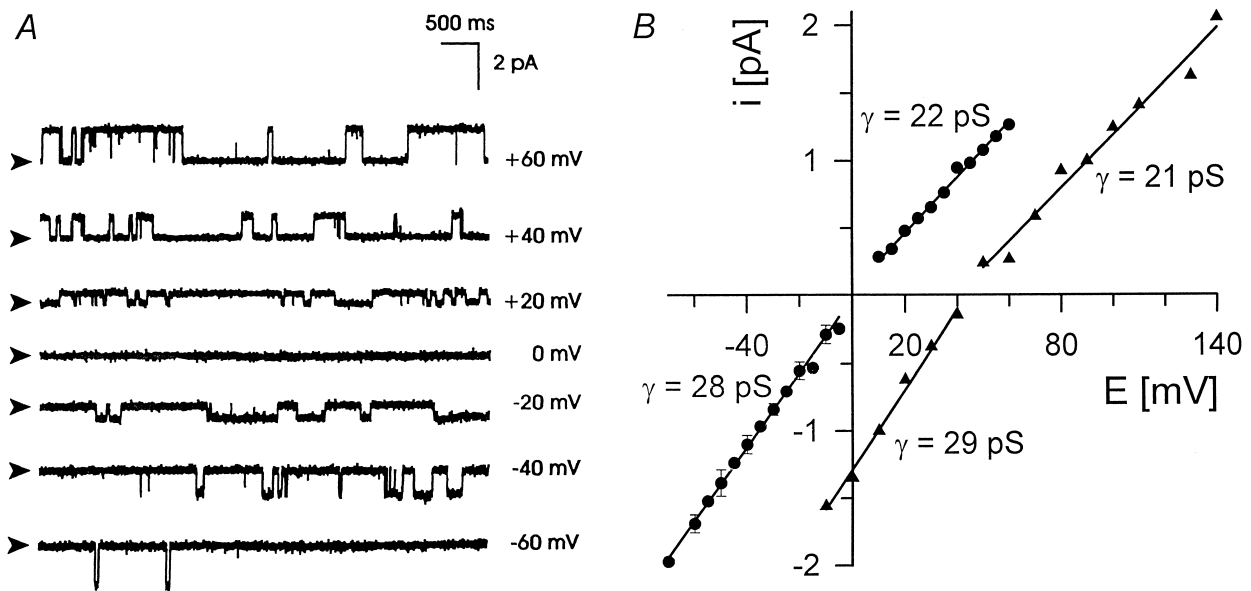 A
500 ms
2 pA
+60 mV
+40 mV
+20 mV
0 mV
-20 mV
-40 mV
-60 mV
B
i [pA]
2
1
-1
-2
-40
20
80
140
E [mV]
γ = 22 pS
γ = 21 pS
γ = 28 pS
γ = 29 pS